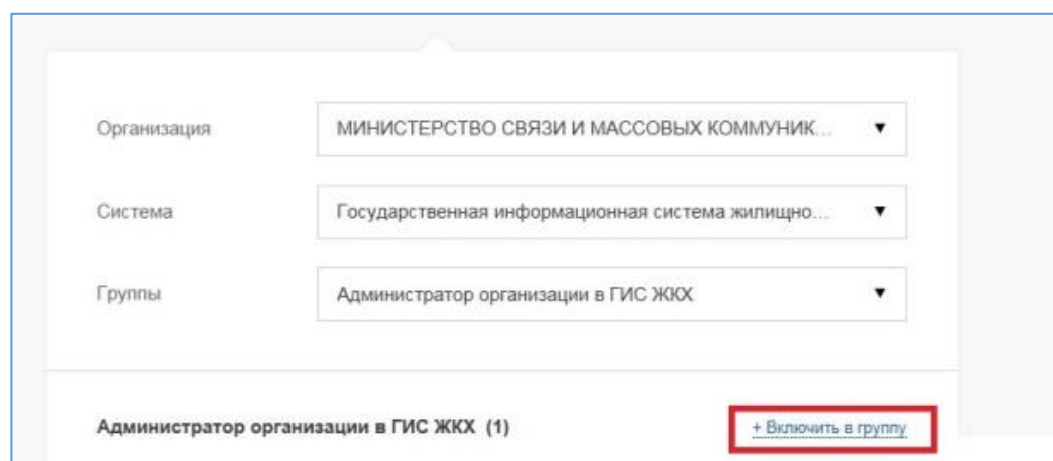 Организация МИНИСТЕРСТВО СВЯЗИ И МАССОВЫХ КОММУНИК... ▼
Система Государственная информационная система жилищно... ▼
Группы Администратор организации в ГИС ЖКХ ▼
Администратор организации в ГИС ЖКХ (1) + Включить в группу